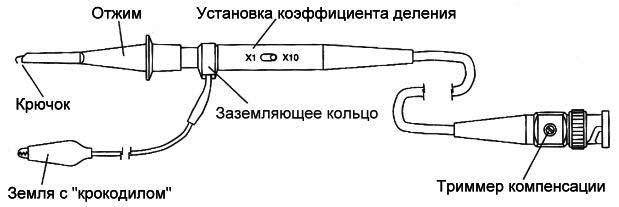 Отжим
Установка коэффициента деления
X1 X10
Крючок
Заземляющее кольцо
Земля с "крокодилом"
Триммер компенсации